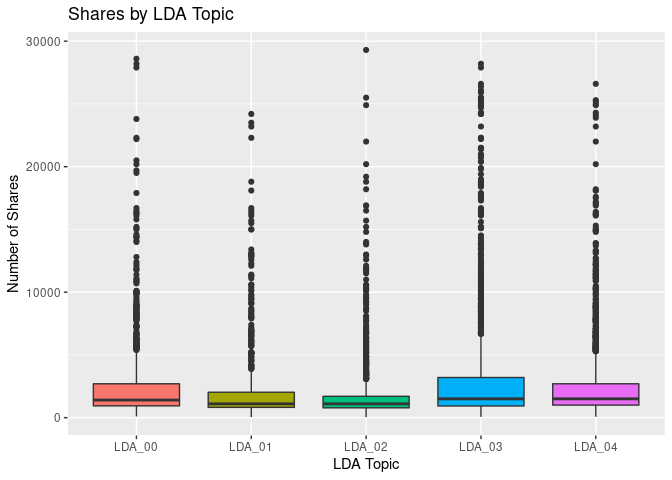 Shares by LDA Topic
30000
20000
10000
0
Number of Shares
LDA_00 LDA_01 LDA_02 LDA_03 LDA_04
LDA Topic